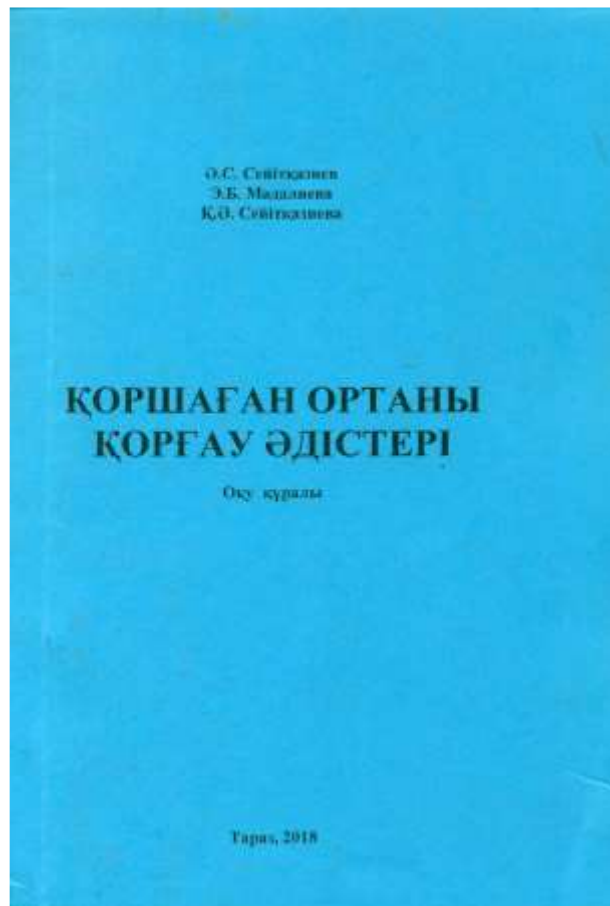 Ә.С. Сейітқазиев
Э.Б. Мадалиева
Қ.Ә. Сейітқазиева
ҚОРШАҒАН ОРТАНЫ
ҚОРҒАУ ӘДІСТЕРІ
Оқу құралы
Тараз, 2018